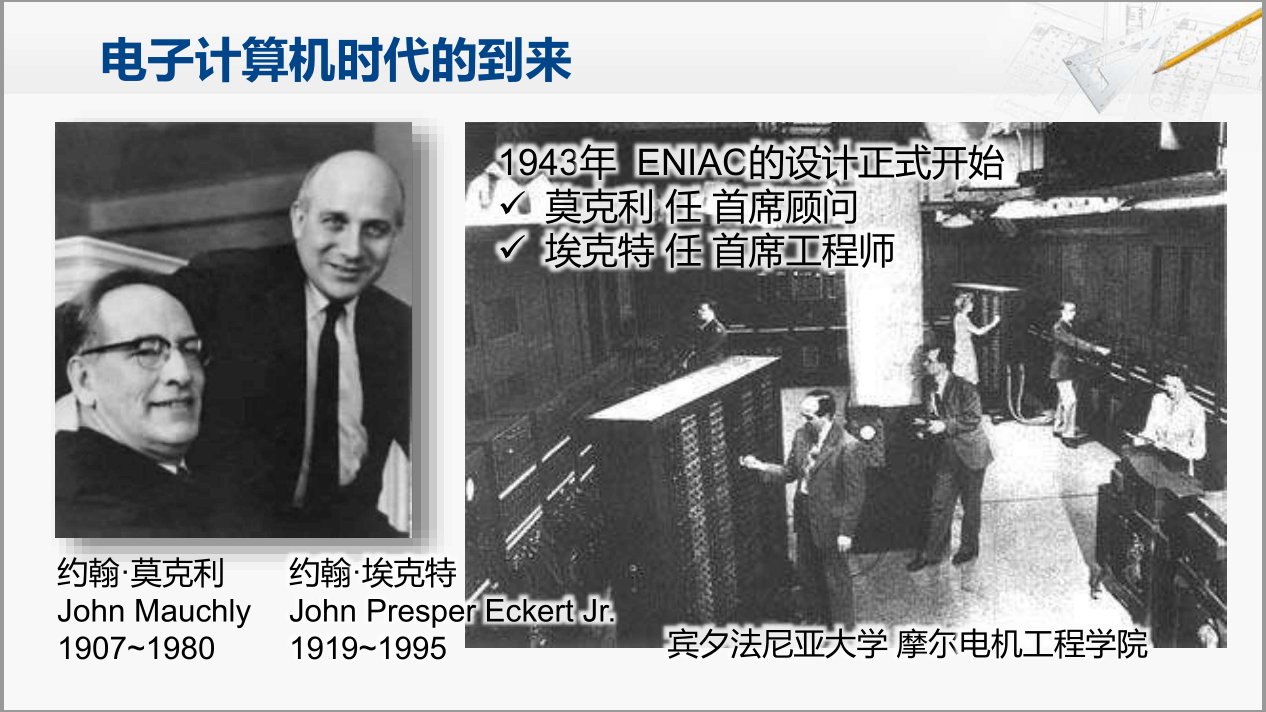 电子计算机时代的到来
1943年 ENIAC的设计正式开始
✓ 莫克利 任 首席顾问
✓ 埃克特 任 首席工程师
约翰·莫克利
John Mauchly
1907~1980
约翰·埃克特
John Presper Eckert Jr.
1919~1995
宾夕法尼亚大学 摩尔电机工程学院